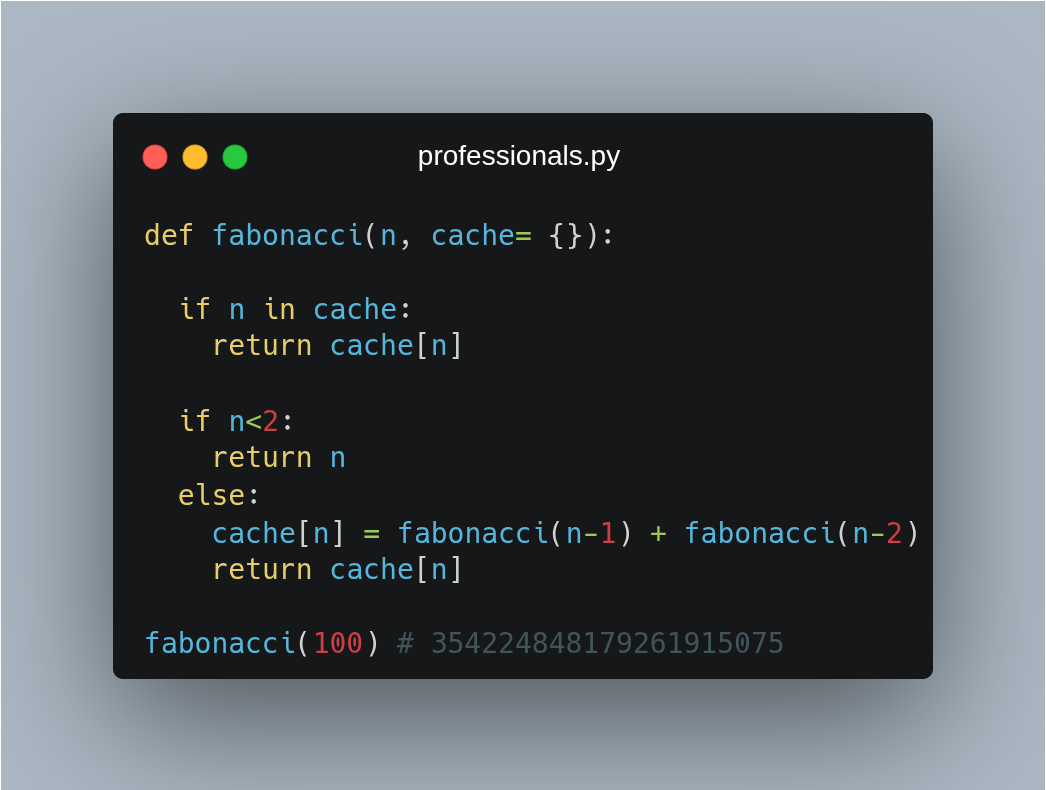 professionals.py
def fabonacci(n, cache= {}):
  if n in cache:
    return cache[n]
  if n<2:
    return n
  else:
    cache[n] = fabonacci(n-1) + fabonacci(n-2)
    return cache[n]
fabonacci(100) # 354224848179261915075